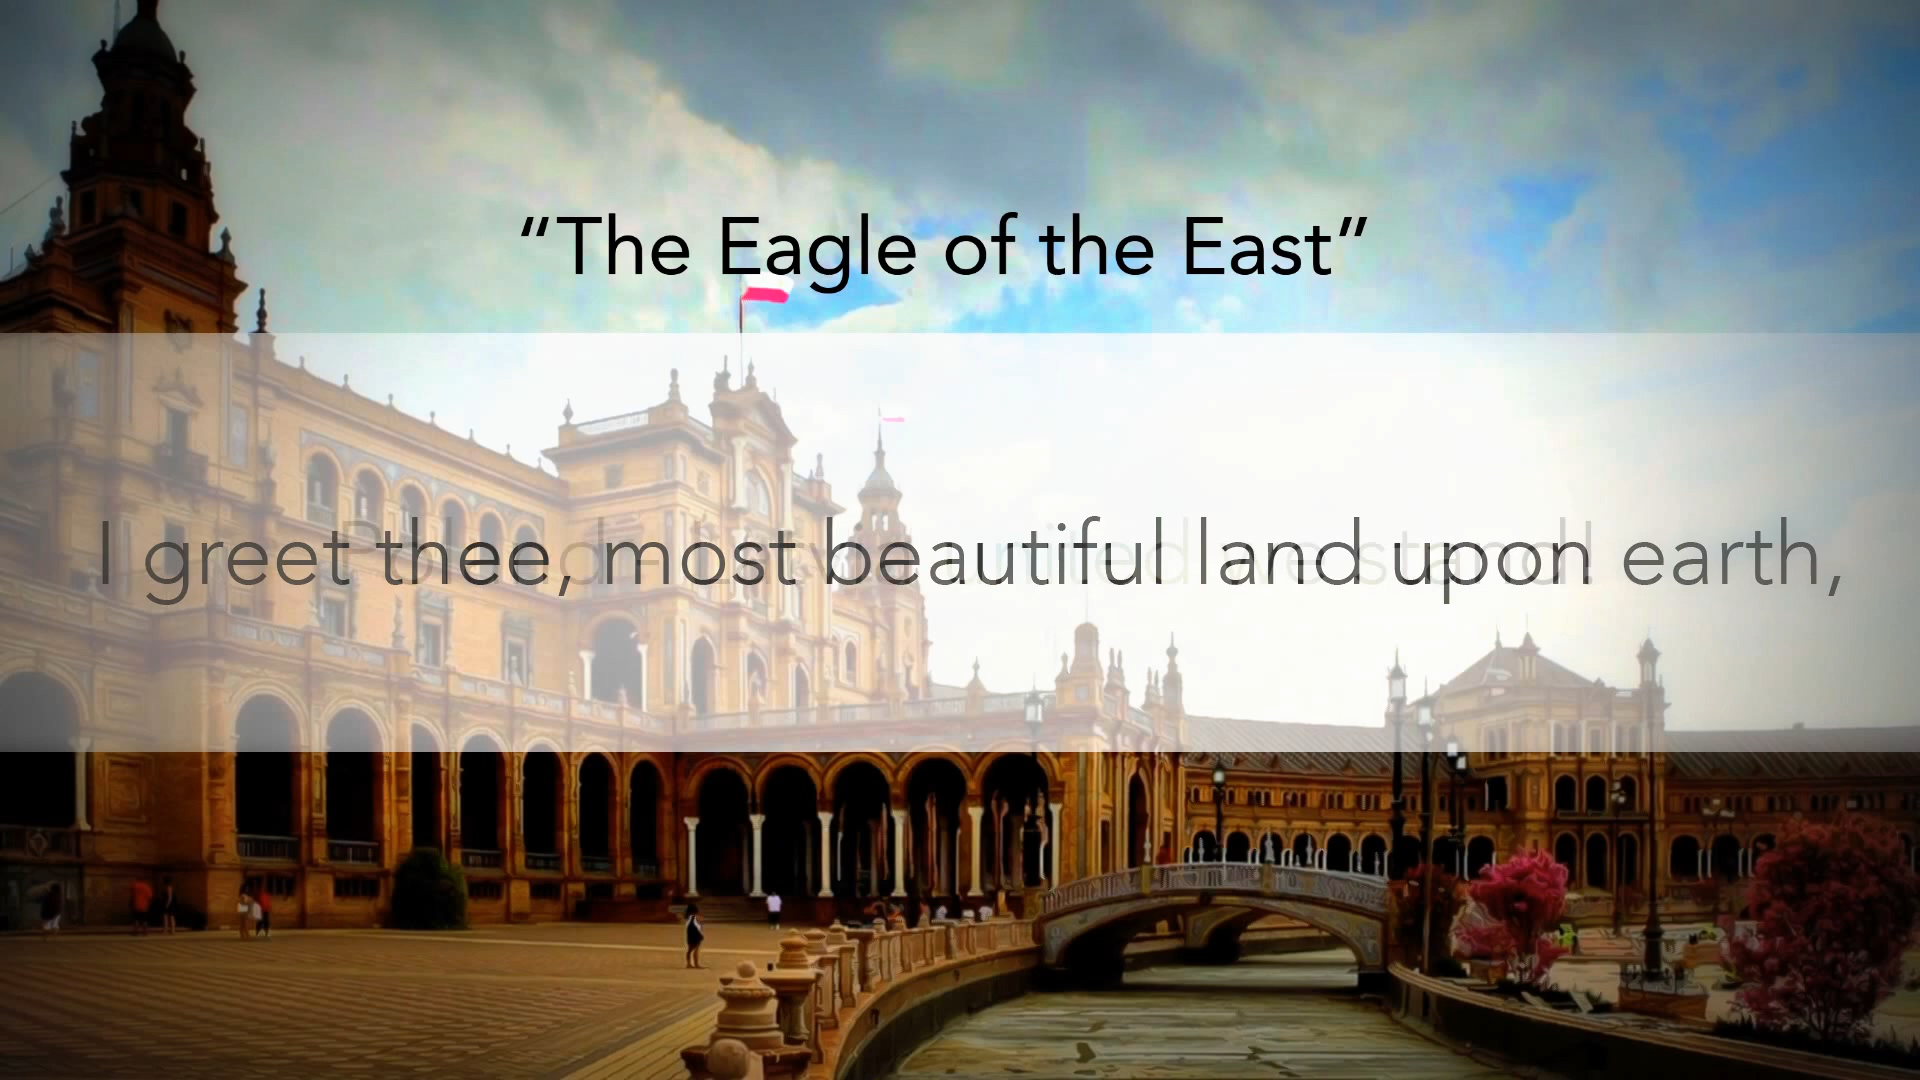 “The Eagle of the East”
I greet thee, most beautiful land upon earth,